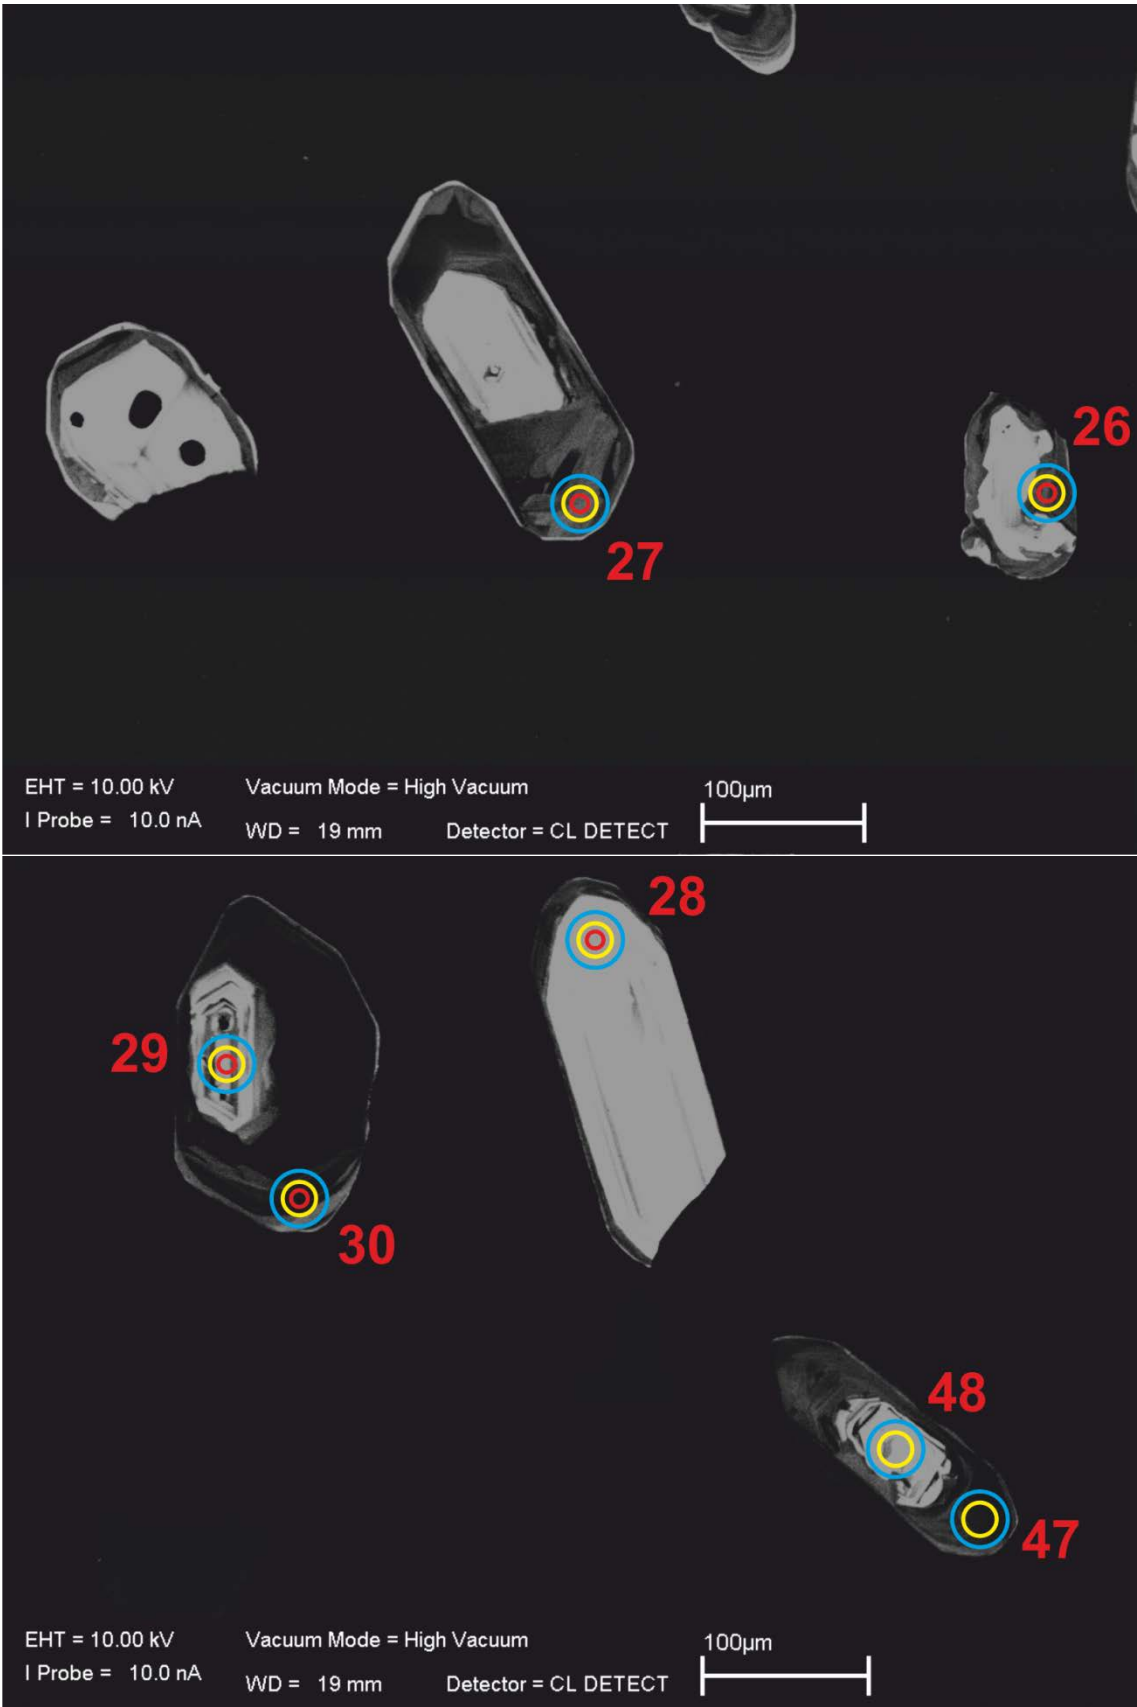 26
27
EHT = 10.00 kV Vacuum Mode = High Vacuum 100µm
I Probe = 10.0 nA WD = 19 mm Detector = CL DETECT
28
29
30
48
47
EHT = 10.00 kV Vacuum Mode = High Vacuum 100µm
I Probe = 10.0 nA WD = 19 mm Detector = CL DETECT